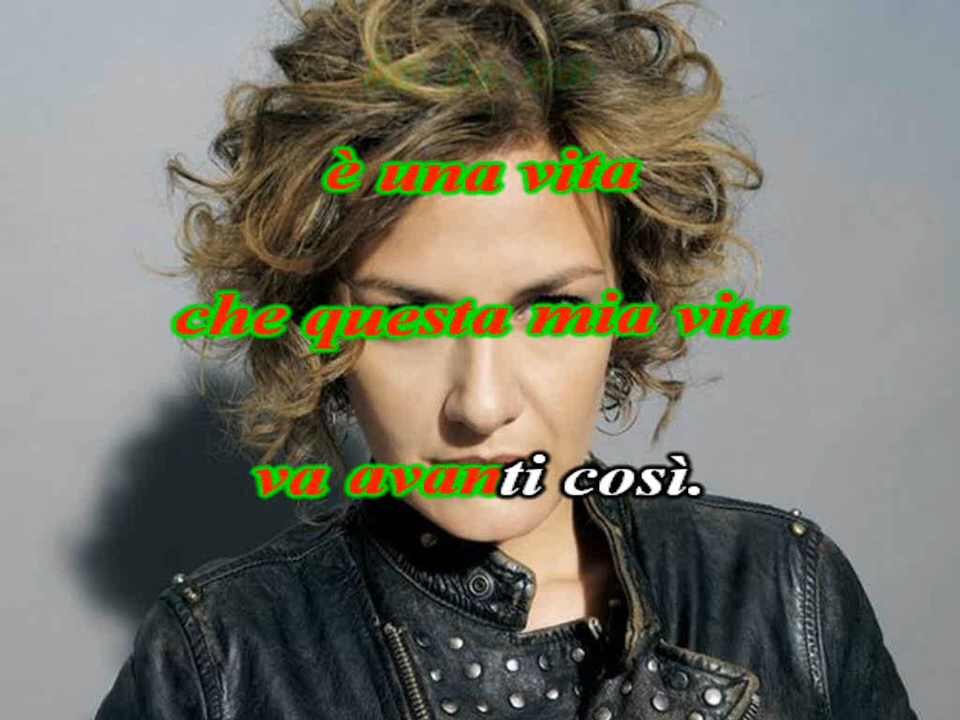 è una vita
che questa mia vita
va avanti così.